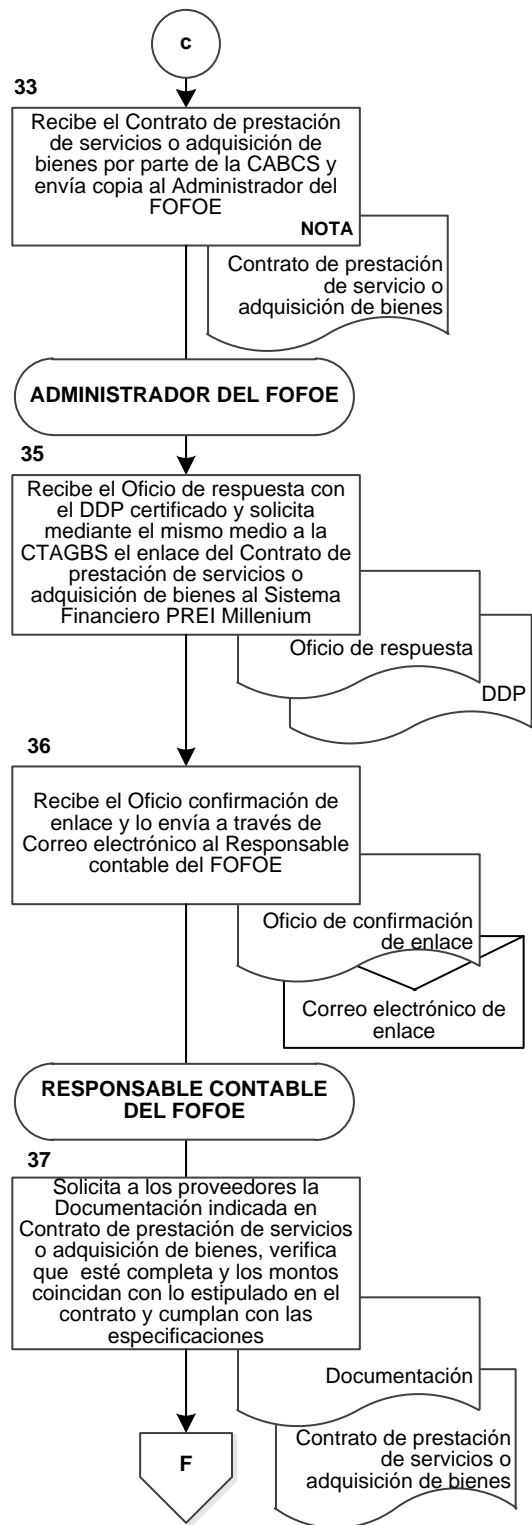 c
33
Recibe el Contrato de prestación
de servicios o adquisición de
bienes por parte de la CABCS y
envía copia al Administrador del
FOFOE
NOTA
Contrato de prestación
de servicio o
adquisición de bienes
ADMINISTRADOR DEL FOFOE
35
Recibe el Oficio de respuesta con
el DDP certificado y solicita
mediante el mismo medio a la
CTAGBS el enlace del Contrato de
prestación de servicios o
adquisición de bienes al Sistema
Financiero PREI Millenium
Oficio de respuesta
DDP
36
Recibe el Oficio confirmación de
enlace y lo envía a través de
Correo electrónico al Responsable
contable del FOFOE
Oficio de confirmación
de enlace
Correo electrónico de
enlace
RESPONSABLE CONTABLE
DEL FOFOE
37
Solicita a los proveedores la
Documentación indicada en
Contrato de prestación de servicios
o adquisición de bienes, verifica
que esté completa y los montos
coincidan con lo estipulado en el
contrato y cumplan con las
especificaciones
Documentación
Contrato de prestación
de servicios o
adquisición de bienes
F